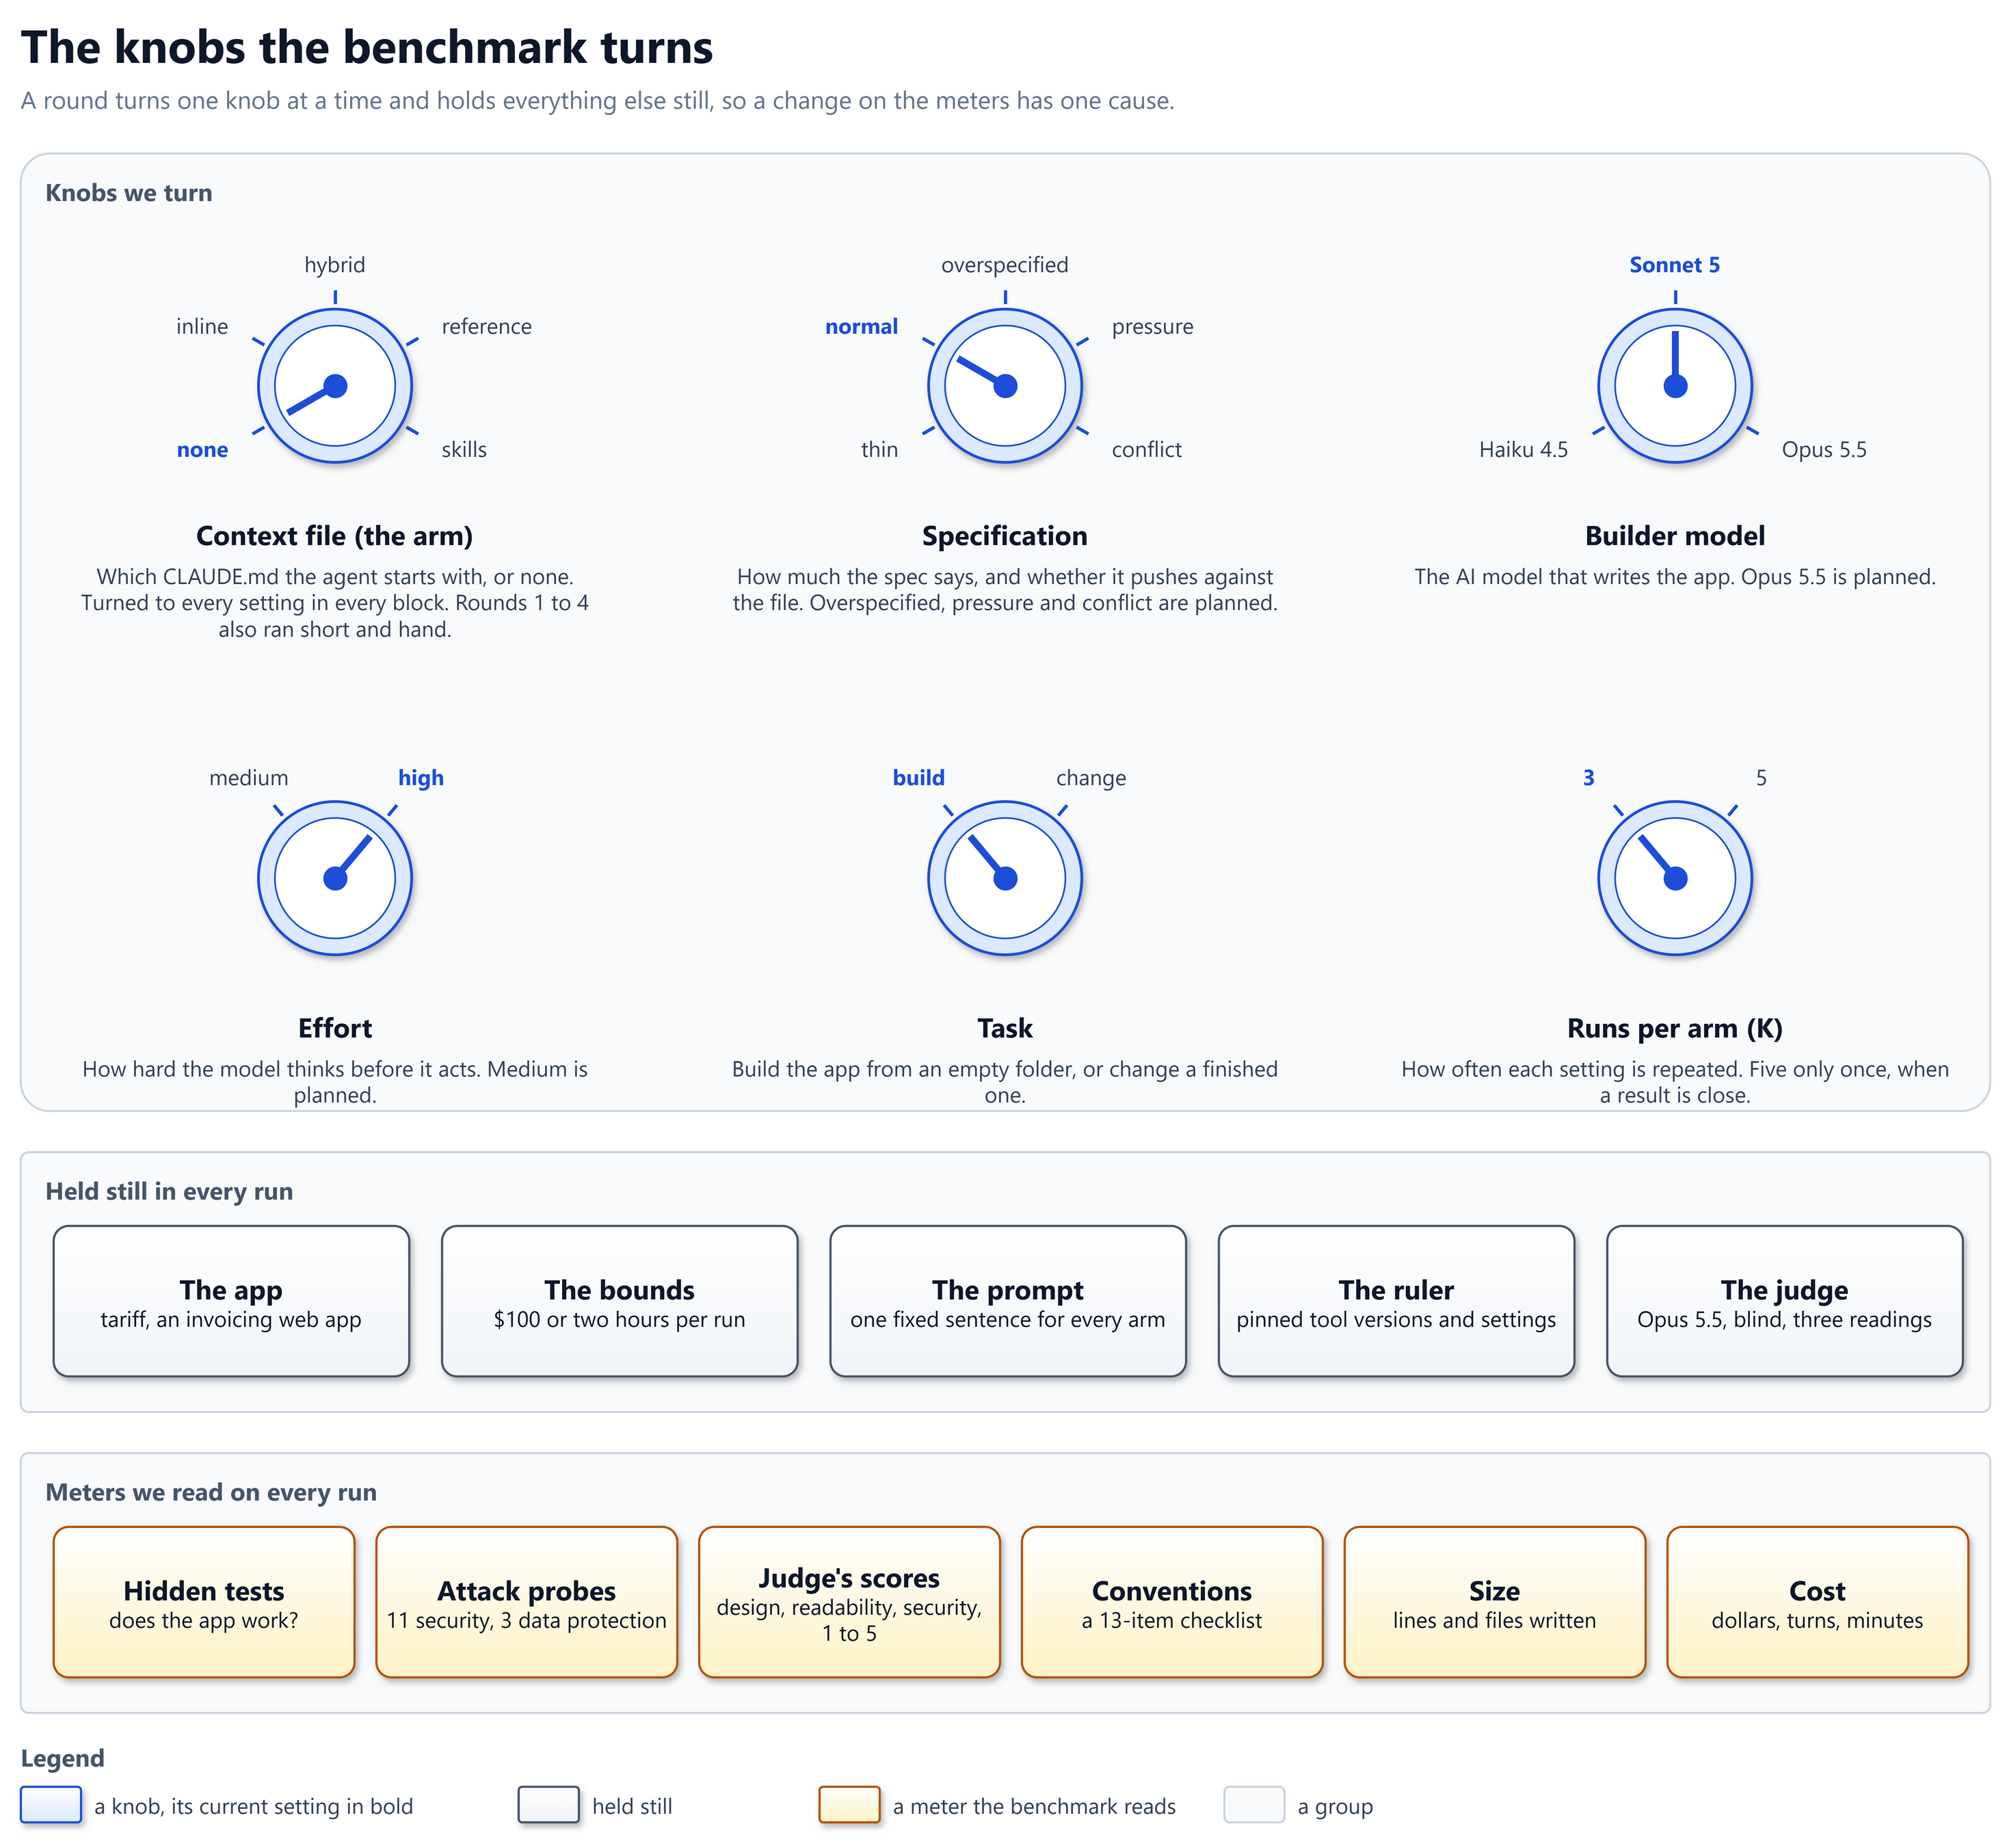 The knobs the benchmark turns
A round turns one knob at a time and holds everything else still, so a change on the meters has one cause.
Knobs we turn
hybrid
inline
reference
none
skills
Context file (the arm)
Which CLAUDE.md the agent starts with, or none.
Turned to every setting in every block. Rounds 1 to 4
also ran short and hand.
overspecified
normal
pressure
thin
conflict
Specification
How much the spec says, and whether it pushes against
the file. Overspecified, pressure and conflict are planned.
Sonnet 5
Haiku 4.5
Opus 5.5
Builder model
The AI model that writes the app. Opus 5.5 is planned.
medium
high
Effort
How hard the model thinks before it acts. Medium is
planned.
build
change
Task
Build the app from an empty folder, or change a finished
one.
3
5
Runs per arm (K)
How often each setting is repeated. Five only once, when
a result is close.
Held still in every run
The app
tariff, an invoicing web app
The bounds
$100 or two hours per run
The prompt
one fixed sentence for every arm
The ruler
pinned tool versions and settings
The judge
Opus 5.5, blind, three readings
Meters we read on every run
Hidden tests
does the app work?
Attack probes
11 security, 3 data protection
Judge's scores
design, readability, security,
1 to 5
Conventions
a 13-item checklist
Size
lines and files written
Cost
dollars, turns, minutes
Legend
a knob, its current setting in bold
held still
a meter the benchmark reads
a group